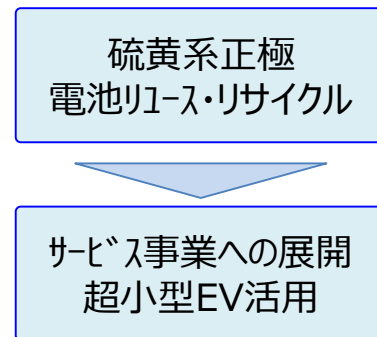 硫黄系正極
電池ﾘﾕｰｽ・リサイクル
ｻｰﾋﾞｽ事業への展開
超小型EV活用